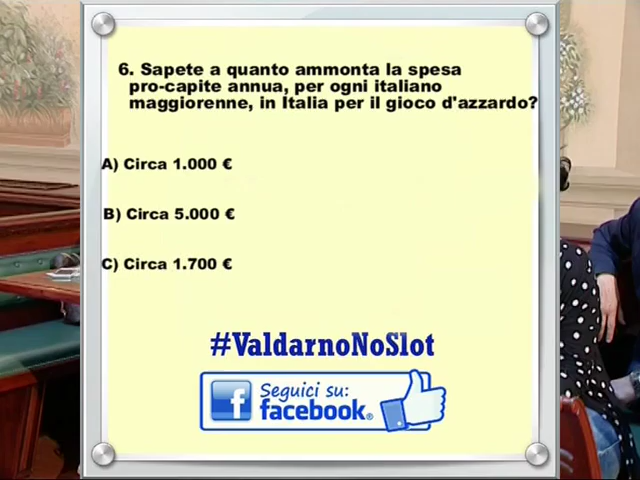 6. Sapete a quanto ammonta la spesa
pro-capite annua, per ogni italiano
maggiorenne, in Italia per il gioco d'azzardo?
A) Circa 1.000 €
B) Circa 5.000 €
C) Circa 1.700 €
#ValdarnoNoSlot
f Seguici su:
facebook®